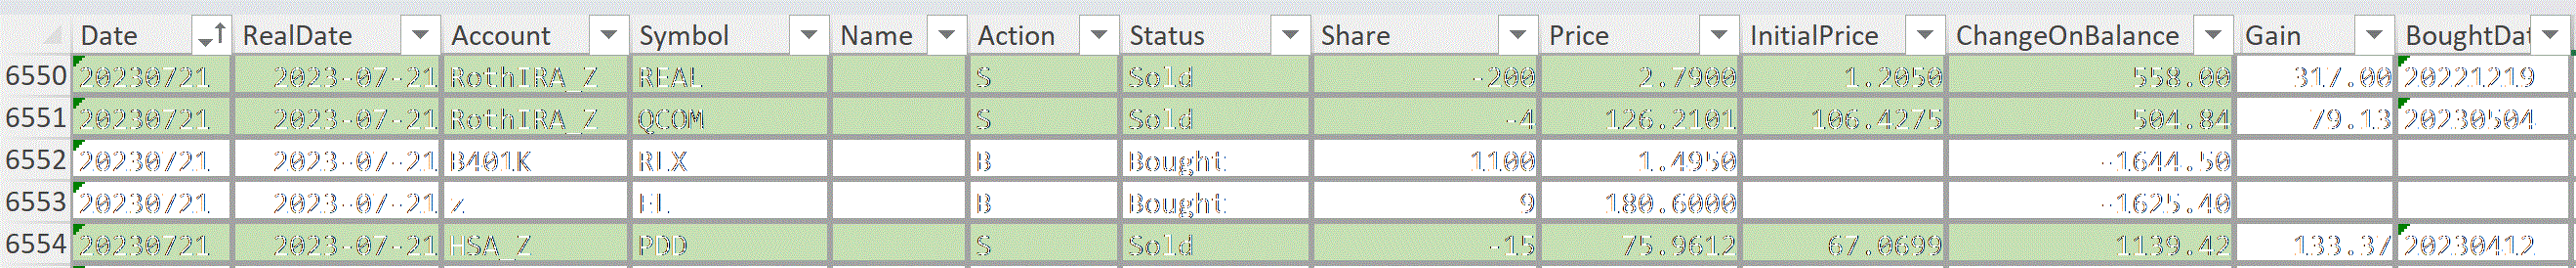 Date RealDate Account Symbol Name Action Status Share Price InitialPrice ChangeOnBalance Gain BoughtDat
6550 20230721 2023-07-21 RothIRA_Z REAL S Sold -200 2.7900 1.2050 558.00 317.00 20221219
6551 20230721 2023-07-21 RothIRA_Z QCOM S Sold -4 126.2101 106.4275 504.84 79.13 20230504
6552 20230721 2023-07-21 B401K RLX B Bought 1100 1.4950 -1644.50
6553 20230721 2023-07-21 z EL B Bought 9 180.6000 -1625.40
6554 20230721 2023-07-21 HSA_Z PDD S Sold -15 75.9612 67.0699 1139.42 133.37 20230412